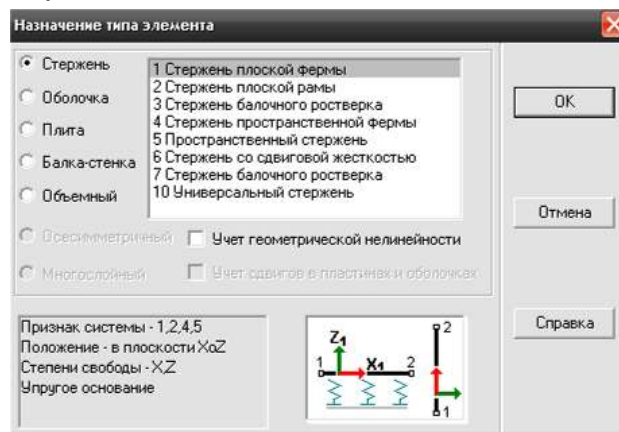 Назначение типа элемента
Стержень
Оболочка
Плита
Балка-стенка
Объемный
Осесимметричный
Многослойный
1 Стержень плоской фермы
2 Стержень плоской рамы
3 Стержень балочного ростверка
4 Стержень пространственной фермы
5 Пространственный стержень
6 Стержень со сдвиговой жесткостью
7 Стержень балочного ростверка
10 Универсальный стержень
Учет геометрической нелинейности
Учет сдвигов в пластинах и оболочках
OK
Отмена
Справка
Признак системы - 1,2,4,5
Положение - в плоскости XoZ
Степени свободы - X,Z
Упругое основание
Z1
1 X1 2
2
1